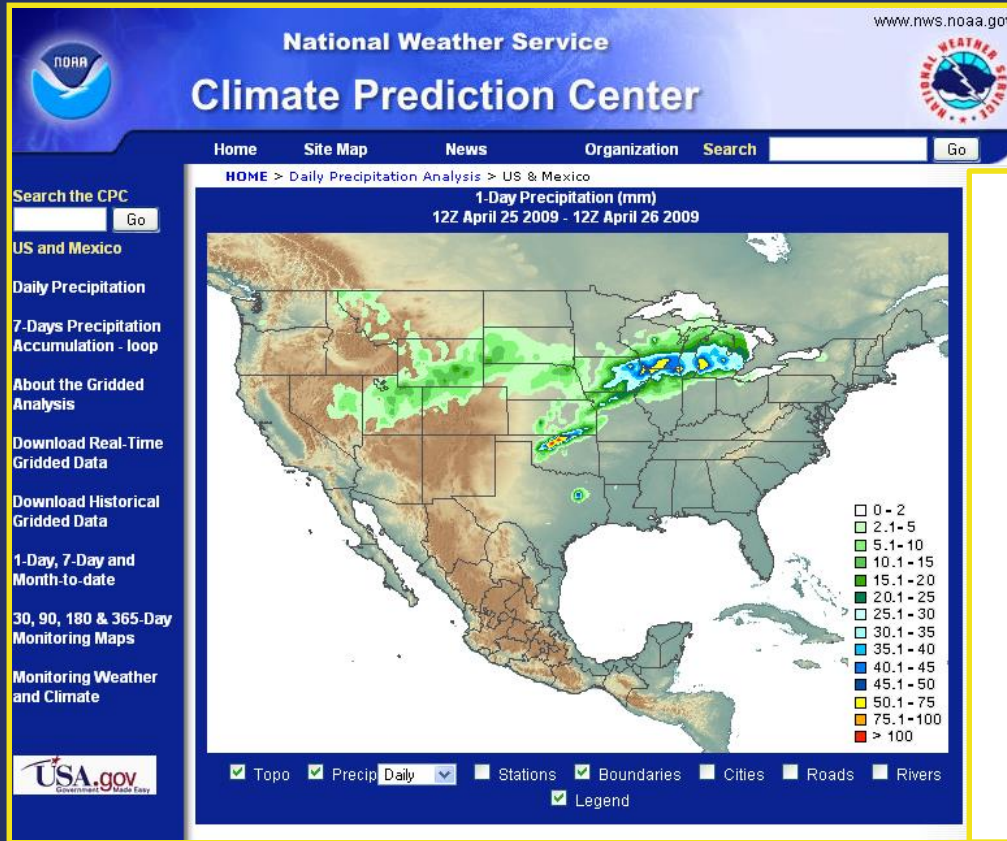 www.nws.noaa.gov
NOAA
National Weather Service
Climate Prediction Center
NATIONAL WEATHER SERVICE
Home Site Map News Organization Search Go
HOME > Daily Precipitation Analysis > US & Mexico
Search the CPC
Go
US and Mexico
Daily Precipitation
7-Days Precipitation
Accumulation - loop
About the Gridded
Analysis
Download Real-Time
Gridded Data
Download Historical
Gridded Data
1-Day, 7-Day and
Month-to-date
30, 90, 180 & 365-Day
Monitoring Maps
Monitoring Weather
and Climate
USA.gov
Government Made Easy
1-Day Precipitation (mm)
12Z April 25 2009 - 12Z April 26 2009
0 - 2
2.1 - 5
5.1 - 10
10.1 - 15
15.1 - 20
20.1 - 25
25.1 - 30
30.1 - 35
35.1 - 40
40.1 - 45
45.1 - 50
50.1 - 75
75.1 - 100
> 100
Topo Precip Daily Stations Boundaries Cities Roads Rivers
Legend